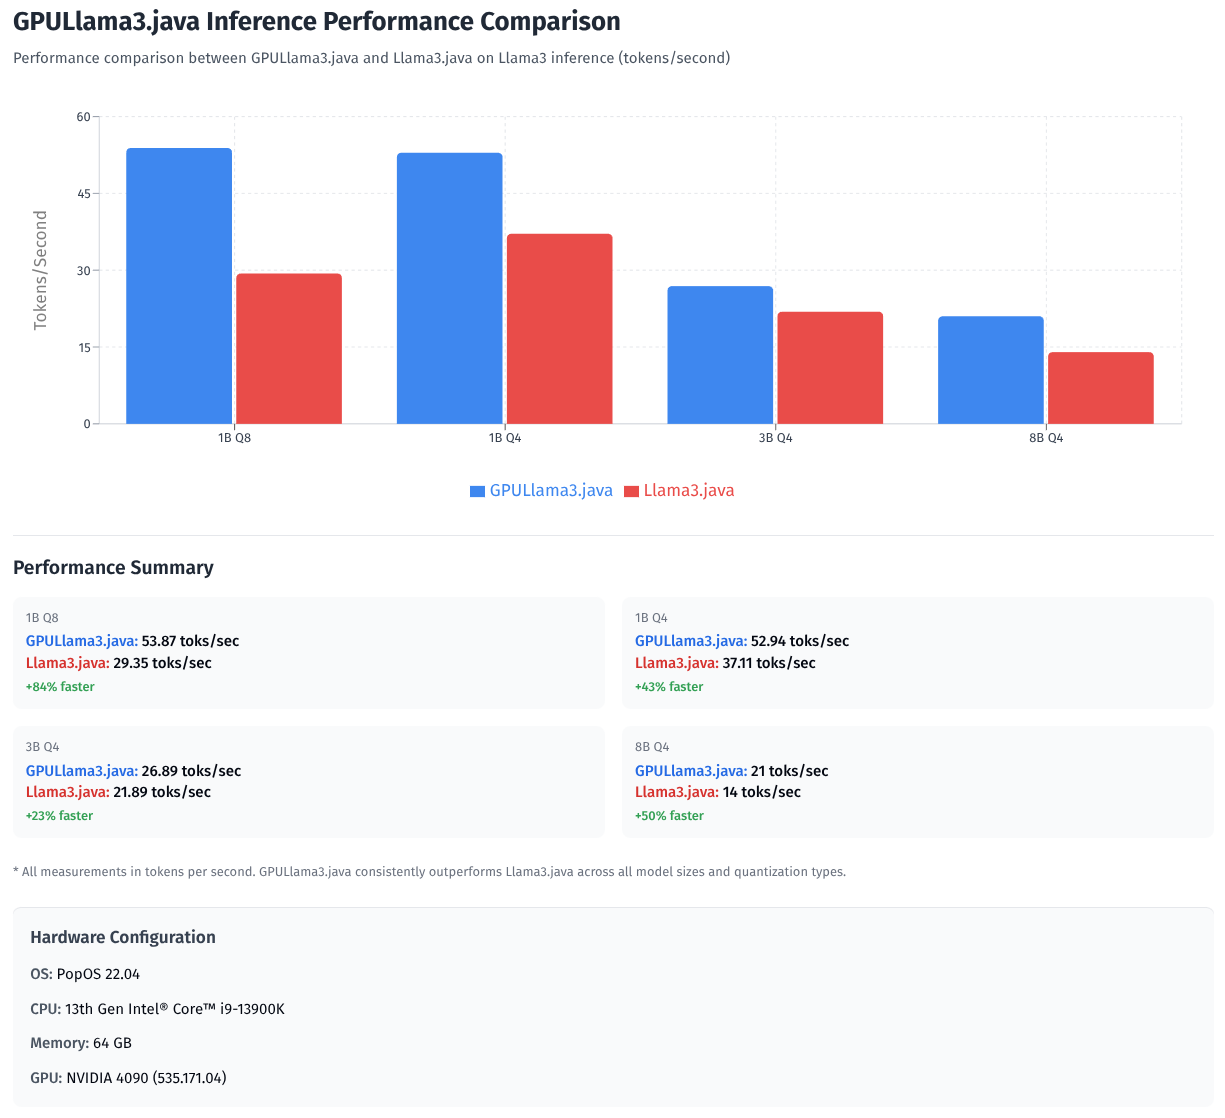 GPULlama3.java Inference Performance Comparison
Performance comparison between GPULlama3.java and Llama3.java on Llama3 inference (tokens/second)
60
45
30
15
0
Tokens/Second
1B Q8
1B Q4
3B Q4
8B Q4
GPULlama3.java
Llama3.java
Performance Summary
1B Q8
GPULlama3.java: 53.87 toks/sec
Llama3.java: 29.35 toks/sec
+84% faster
1B Q4
GPULlama3.java: 52.94 toks/sec
Llama3.java: 37.11 toks/sec
+43% faster
3B Q4
GPULlama3.java: 26.89 toks/sec
Llama3.java: 21.89 toks/sec
+23% faster
8B Q4
GPULlama3.java: 21 toks/sec
Llama3.java: 14 toks/sec
+50% faster
* All measurements in tokens per second. GPULlama3.java consistently outperforms Llama3.java across all model sizes and quantization types.
Hardware Configuration
OS: PopOS 22.04
CPU: 13th Gen Intel® Core™ i9-13900K
Memory: 64 GB
GPU: NVIDIA 4090 (535.171.04)